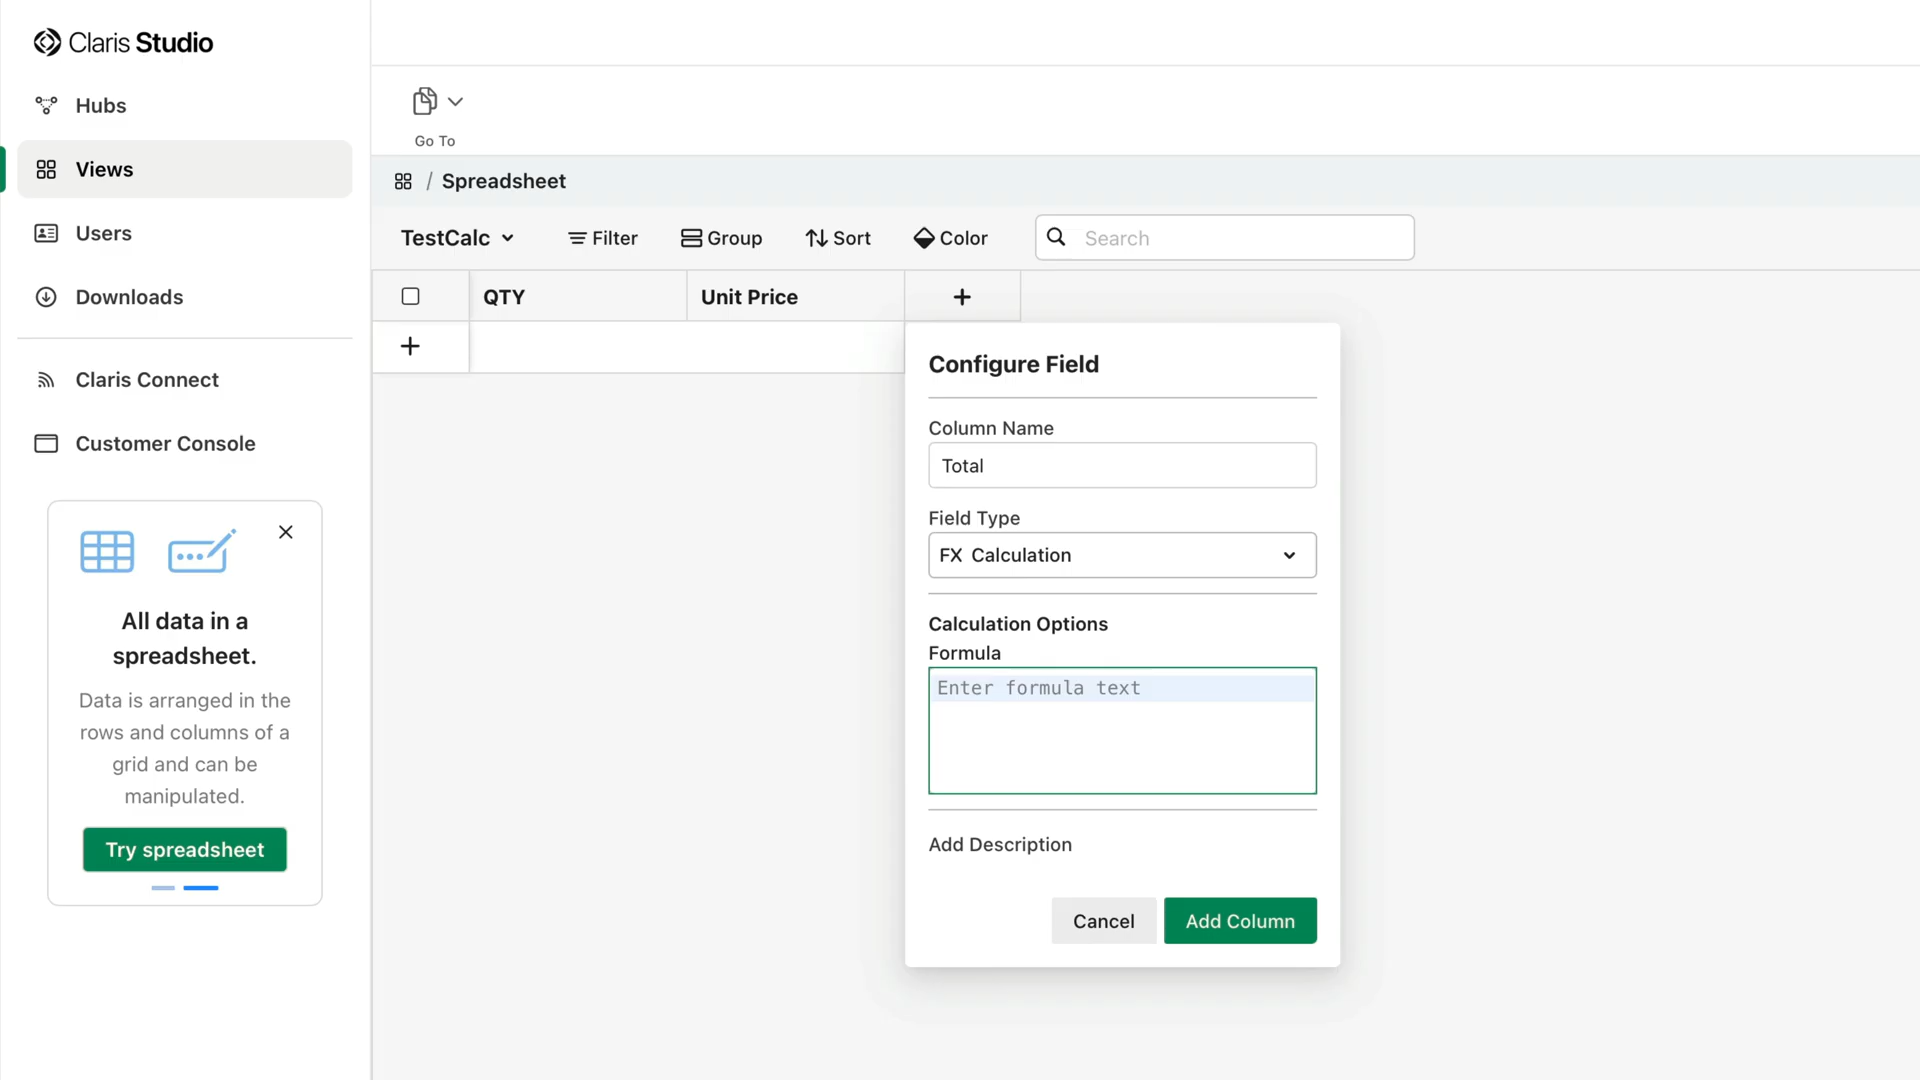 Claris Studio
Hubs
Views
Users
Downloads
Claris Connect
Customer Console
All data in a
spreadsheet.
Data is arranged in the
rows and columns of a
grid and can be
manipulated.
Try spreadsheet
Go To
/ Spreadsheet
TestCalc
Filter
Group
Sort
Color
Search
QTY
Unit Price
Configure Field
Column Name
Total
Field Type
FX Calculation
Calculation Options
Formula
Enter formula text
Add Description
Cancel
Add Column